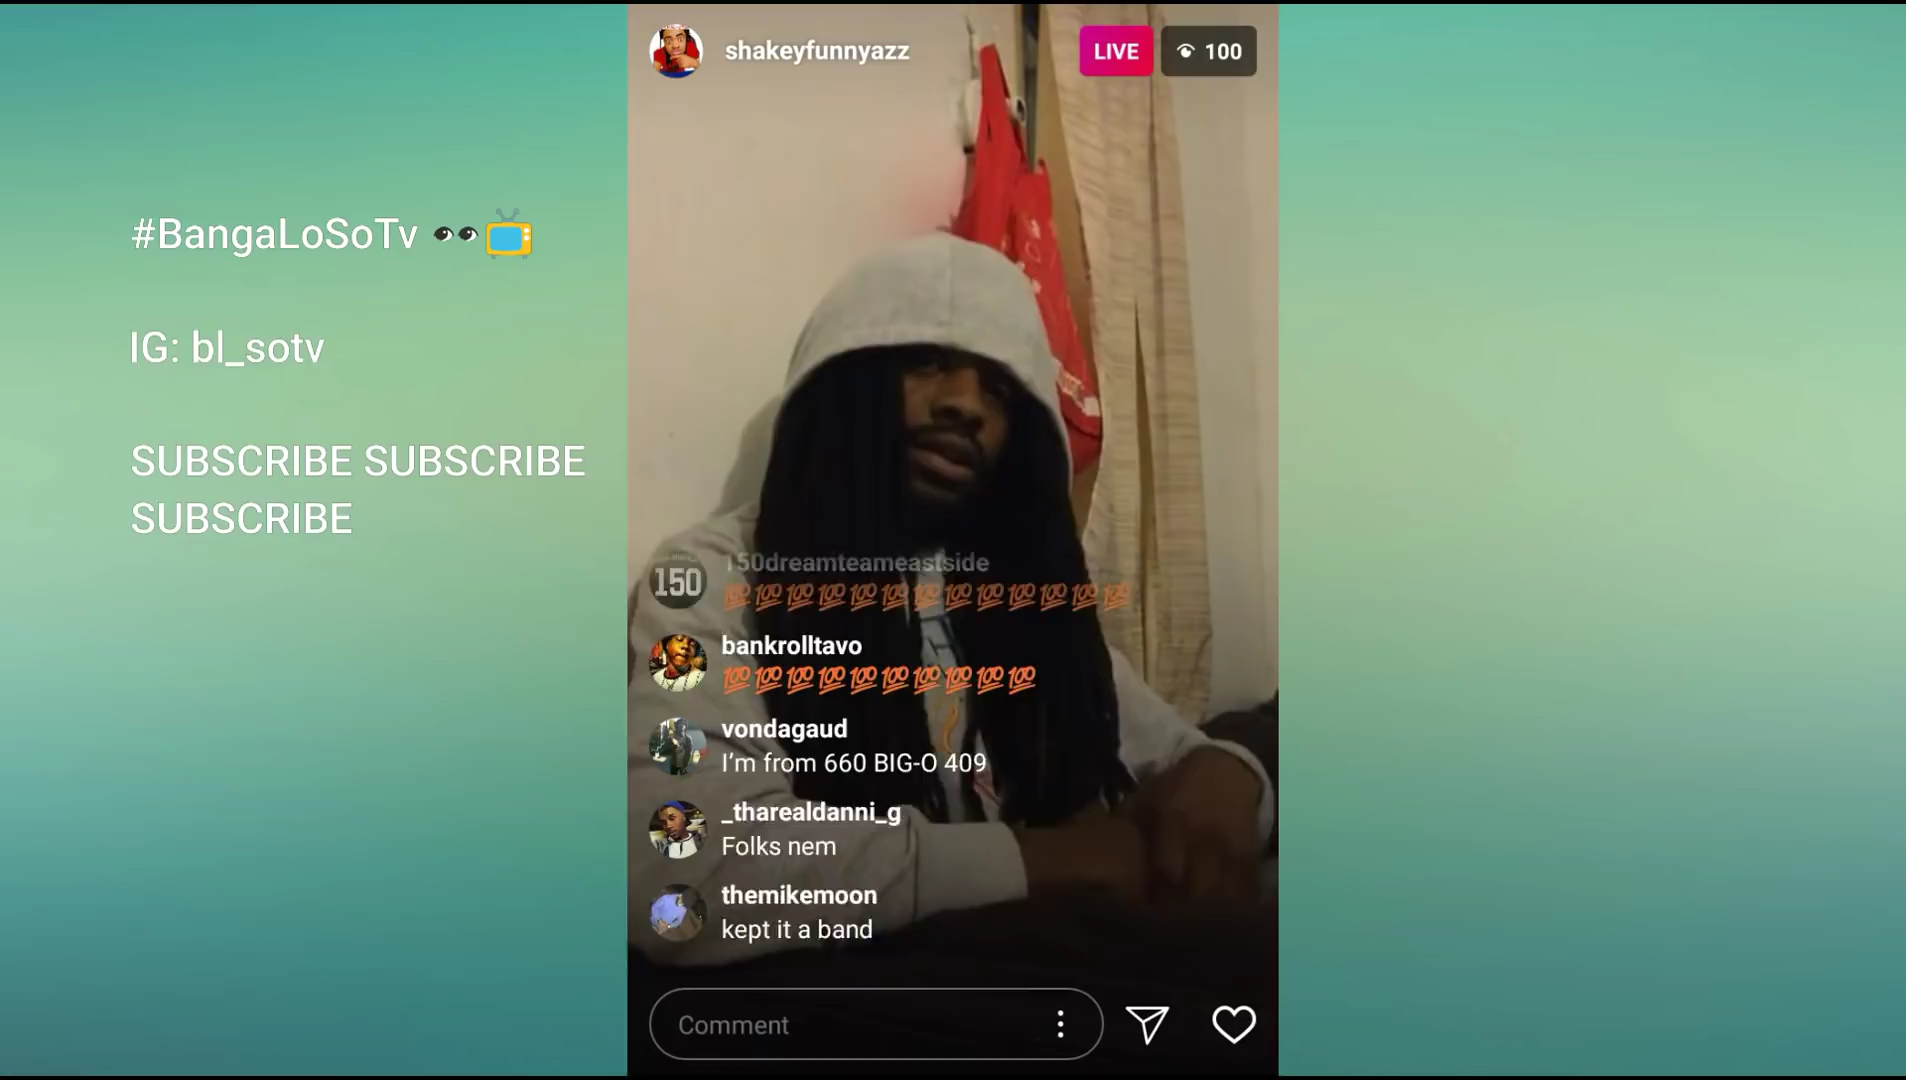 shakeyfunnyazz
LIVE
100
#BangaLoSoTv 👀📺
IG: bl_sotv
SUBSCRIBE SUBSCRIBE
SUBSCRIBE
150
150dreamteameastside
💯💯💯💯💯💯💯💯💯💯💯💯💯
bankrolltavo
💯💯💯💯💯💯💯💯💯💯
vondagaud
I'm from 660 BIG-O 409
_tharealdanni_g
Folks nem
themikemoon
kept it a band
Comment